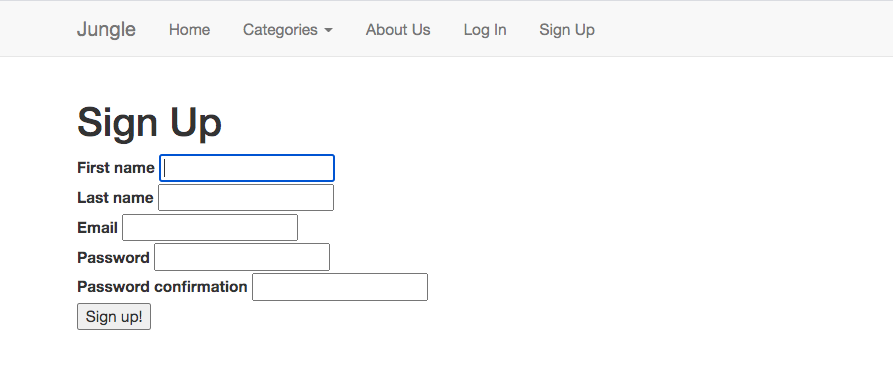 Jungle Home Categories About Us Log In Sign Up
Sign Up
First name
Last name
Email
Password
Password confirmation
Sign up!